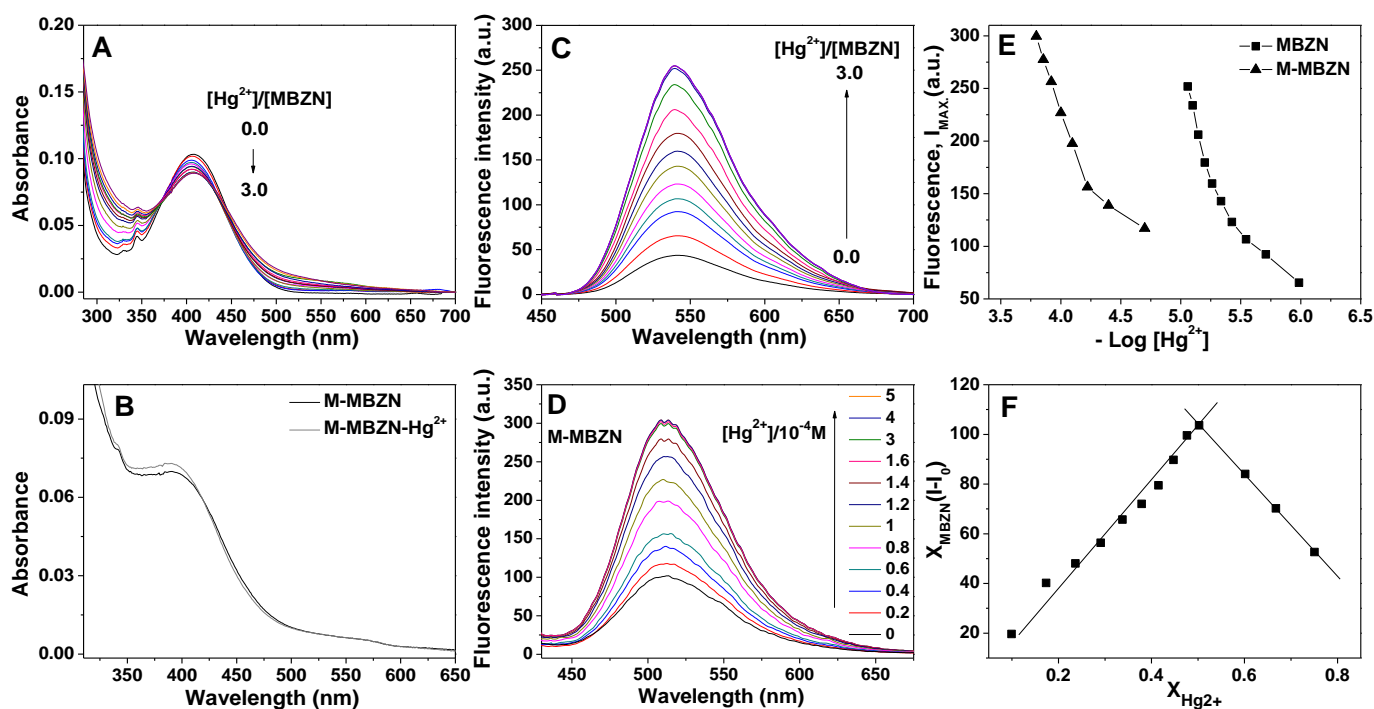 A
[Hg²⁺]/[MBZN]
0.0
3.0
Absorbance
0.20
0.15
0.10
0.05
0.00
300 350 400 450 500 550 600 650 700
Wavelength (nm)
C
[Hg²⁺]/[MBZN]
3.0
0.0
Fluorescence intensity (a.u.)
300
250
200
150
100
50
0
450 500 550 600 650 700
Wavelength (nm)
E
MBZN
M-MBZN
Fluorescence, I_MAX.(a.u.)
300
250
200
150
100
50
3.5 4.0 4.5 5.0 5.5 6.0 6.5
- Log [Hg²⁺]
B
M-MBZN
M-MBZN-Hg²⁺
Absorbance
0.09
0.06
0.03
0.00
350 400 450 500 550 600 650
Wavelength (nm)
D
M-MBZN
[Hg²⁺]/10⁻⁴M
5
4
3
1.6
1.4
1.2
1
0.8
0.6
0.4
0.2
0
Fluorescence intensity (a.u.)
350
300
250
200
150
100
50
0
450 500 550 600 650
Wavelength (nm)
F
X_MBZN(I-I₀)
120
100
80
60
40
20
0.2 0.4 0.6 0.8
X_Hg2+